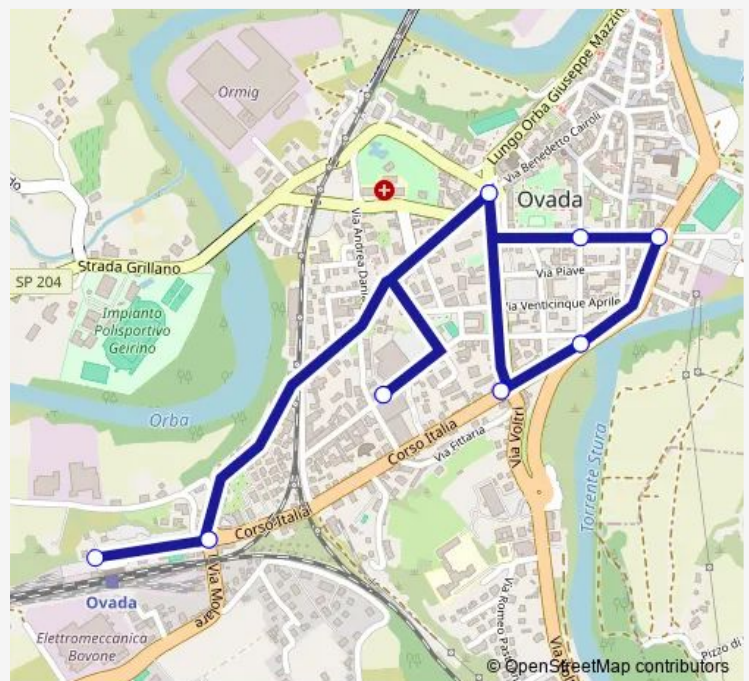 Ormig
Lungo Orba Giuseppe Mazzin
Via Benedetto Cairoli
Ovada
Strada Grillano
SP 204
Impianto
Polisportivo
Geirino
Via Andrea Danie
Via Piave
Via Venticinque Aprile
Orba
Corso Italia
Via Fittaria
Via Voltri
Torrente Stura
Corso Italia
Via Molare
Ovada
Elettromeccanica
Bovone
Via Romeo Past
Pizzo di
© OpenStreetMap contributors